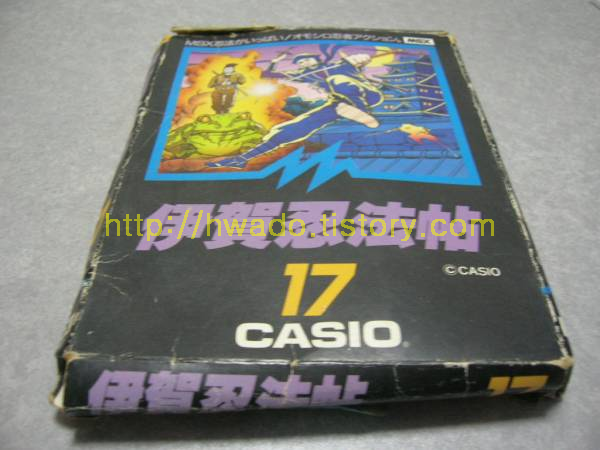 MSX忍法がいっぱい!オモシロ忍者アクション。
MSX
伊賀忍法帖
http://hwado.tistory.com
©CASIO
17
CASIO®
伊賀忍法帖
17